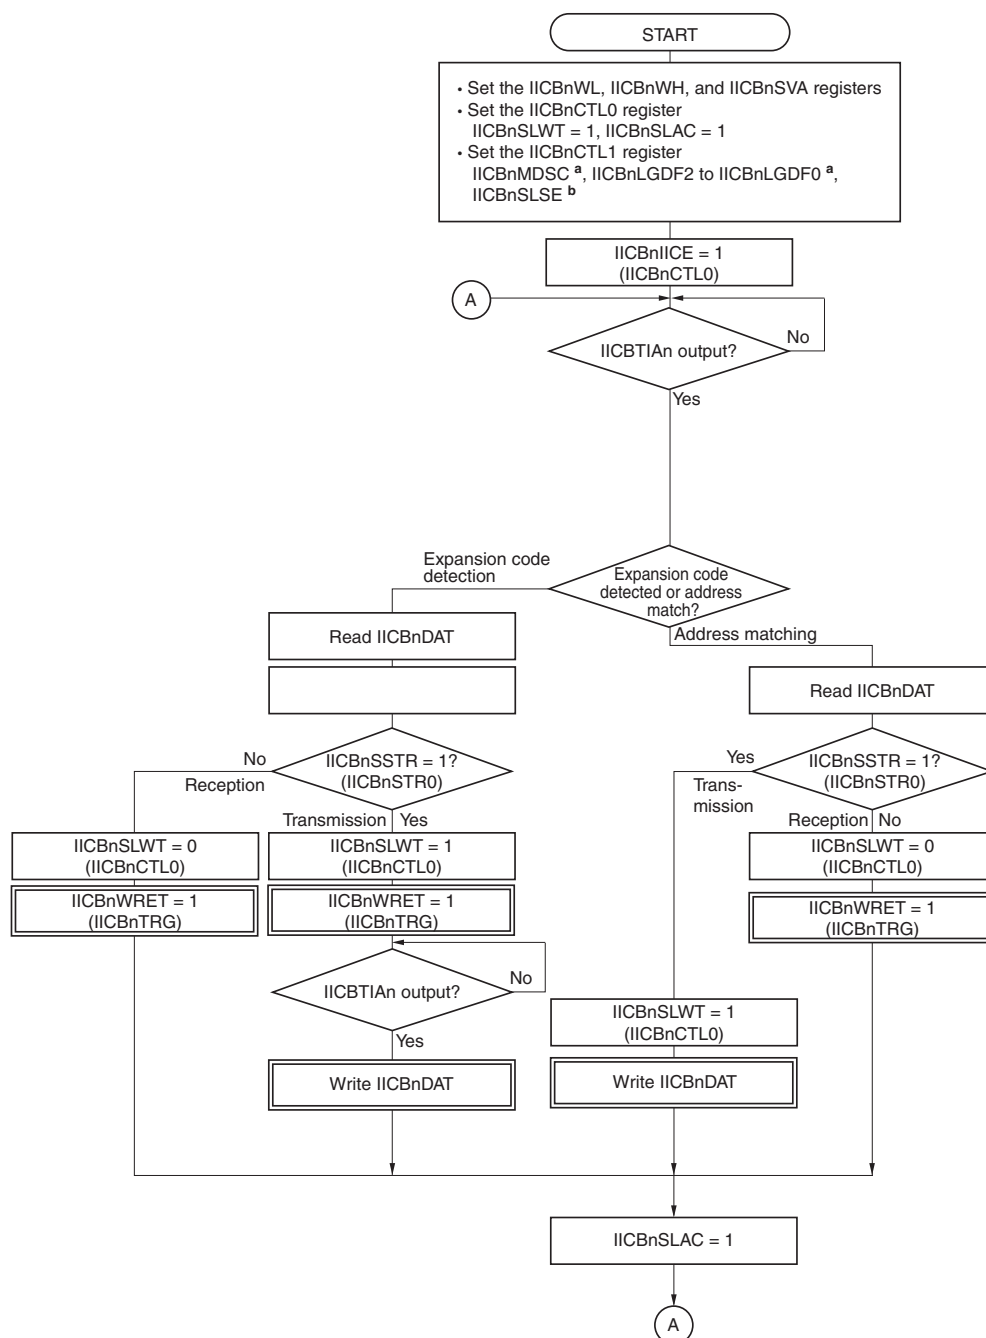 START
• Set the IICBnWL, IICBnWH, and IICBnSVA registers
• Set the IICBnCTL0 register
IICBnSLWT = 1, IICBnSLAC = 1
• Set the IICBnCTL1 register
IICBnMDSC a, IICBnLGDF2 to IICBnLGDF0 a,
IICBnSLSE b
IICBnIICE = 1
(IICBnCTL0)
A
IICBTIAn output?
No
Yes
Expansion code
detection
Expansion code
detected or address
match?
Address matching
Read IICBnDAT
Read IICBnDAT
No
Reception
IICBnSSTR = 1?
(IICBnSTR0)
Yes
Trans-
mission
IICBnSSTR = 1?
(IICBnSTR0)
Transmission Yes
Reception No
IICBnSLWT = 0
(IICBnCTL0)
IICBnSLWT = 1
(IICBnCTL0)
IICBnSLWT = 0
(IICBnCTL0)
IICBnWRET = 1
(IICBnTRG)
IICBnWRET = 1
(IICBnTRG)
IICBnWRET = 1
(IICBnTRG)
IICBTIAn output?
No
Yes
IICBnSLWT = 1
(IICBnCTL0)
Write IICBnDAT
Write IICBnDAT
IICBnSLAC = 1
A